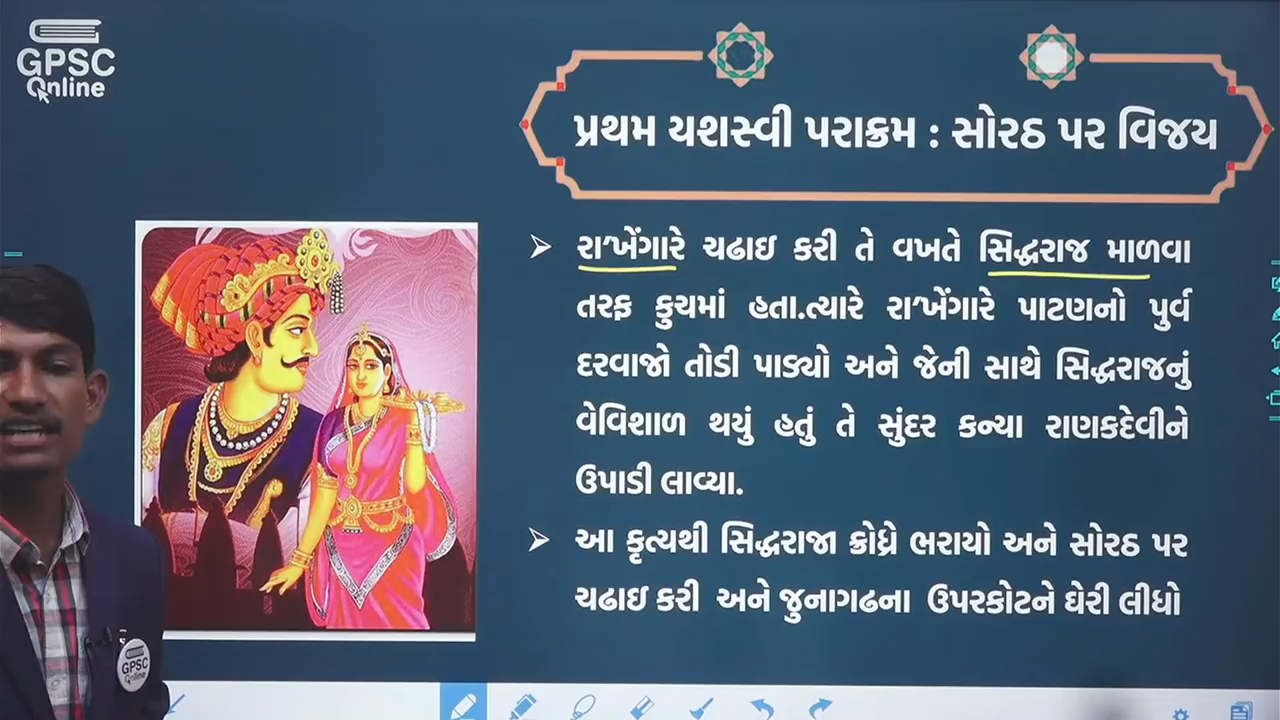 GPSC
Online
પ્રથમ યશસ્વી પરાક્રમ : સોરઠ પર વિજય
➤ રા'ખેંગારે ચઢાઇ કરી તે વખતે સિદ્ધરાજ માળવા
તરફ કુચમાં હતા.ત્યારે રા'ખેંગારે પાટણનો પુર્વ
દરવાજો તોડી પાડ્યો અને જેની સાથે સિદ્ધરાજનું
વેવિશાળ થયું હતું તે સુંદર કન્યા રાણકદેવીને
ઉપાડી લાવ્યા.
➤ આ કૃત્યથી સિદ્ધરાજા ક્રોધ્રે ભરાયો અને સોરઠ પર
ચઢાઇ કરી અને જુનાગઢના ઉપરકોટને ઘેરી લીધો
GPSC
Online